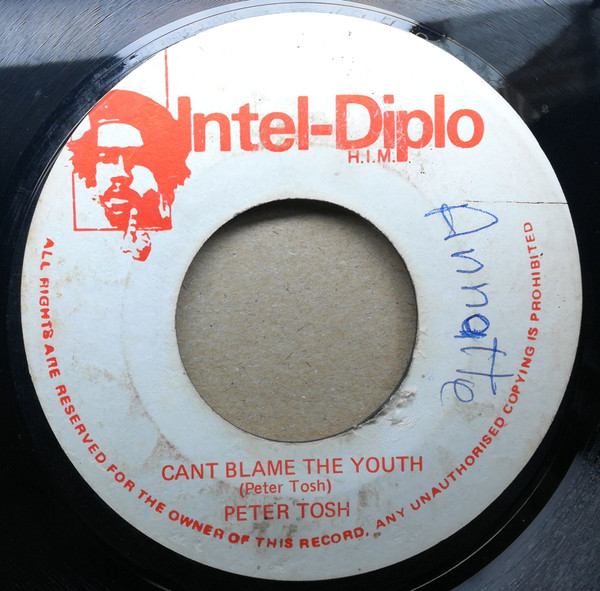 Intel-Diplo
H.I.M.
Annatte
CANT BLAME THE YOUTH
(Peter Tosh)
PETER TOSH
ALL RIGHTS ARE RESERVED FOR THE OWNER OF THIS RECORD. ANY UNAUTHORISED COPYING IS PROHIBITED